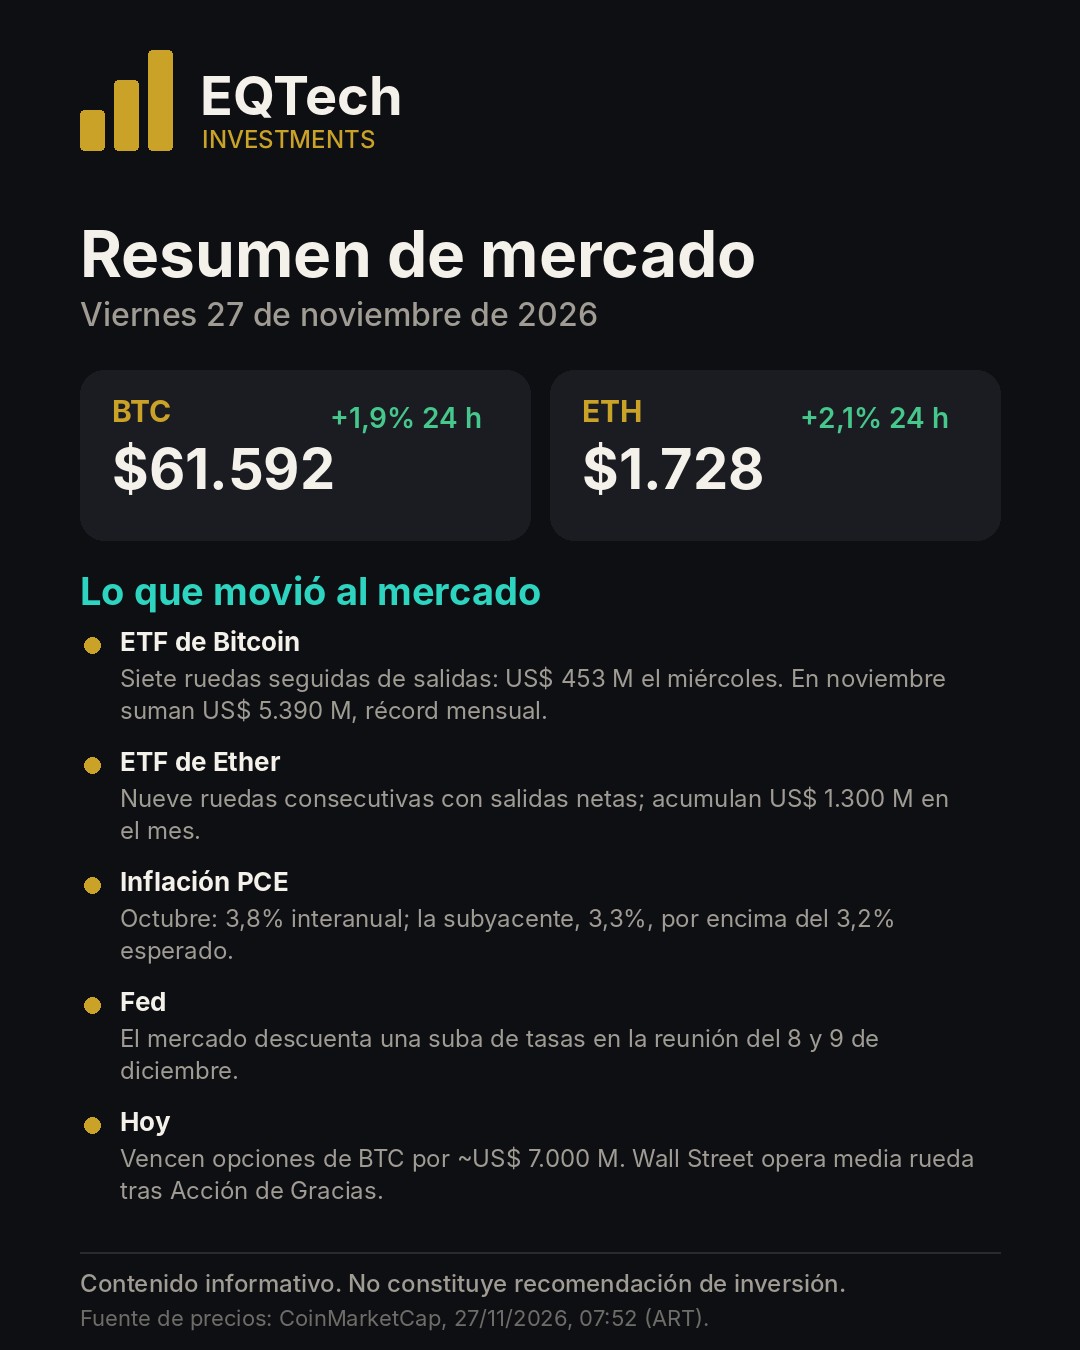 EQTech
INVESTMENTS
Resumen de mercado
Viernes 27 de noviembre de 2026
BTC
+1,9% 24 h
$61.592
ETH
+2,1% 24 h
$1.728
Lo que movió al mercado
ETF de Bitcoin
Siete ruedas seguidas de salidas: US$ 453 M el miércoles. En noviembre
suman US$ 5.390 M, récord mensual.
ETF de Ether
Nueve ruedas consecutivas con salidas netas; acumulan US$ 1.300 M en
el mes.
Inflación PCE
Octubre: 3,8% interanual; la subyacente, 3,3%, por encima del 3,2%
esperado.
Fed
El mercado descuenta una suba de tasas en la reunión del 8 y 9 de
diciembre.
Hoy
Vencen opciones de BTC por ~US$ 7.000 M. Wall Street opera media rueda
tras Acción de Gracias.
Contenido informativo. No constituye recomendación de inversión.
Fuente de precios: CoinMarketCap, 27/11/2026, 07:52 (ART).